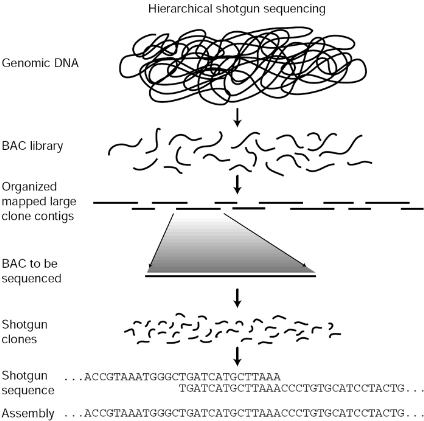 Hierarchical shotgun sequencing
Genomic DNA
BAC library
Organized
mapped large
clone contigs
BAC to be
sequenced
Shotgun
clones
Shotgun
sequence
...ACCGTAAATGGGCTGATCATGCTTAAA
TGATCATGCTTAAACCCTGTGCATCCTACTG...
Assembly
...ACCGTAAATGGGCTGATCATGCTTAAACCCTGTGCATCCTACTG...